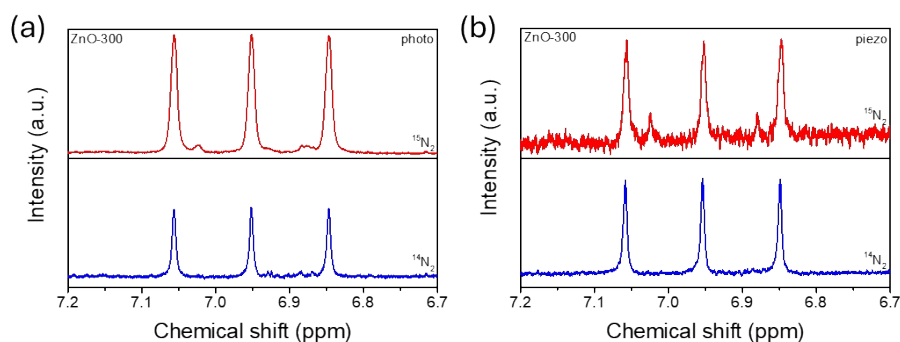 (a)
ZnO-300 photo
¹⁵N₂
¹⁴N₂
Intensity (a.u.)
7.2 7.1 7.0 6.9 6.8 6.7
Chemical shift (ppm)
(b)
ZnO-300 piezo
¹⁵N₂
¹⁴N₂
Intensity (a.u.)
7.2 7.1 7.0 6.9 6.8 6.7
Chemical shift (ppm)